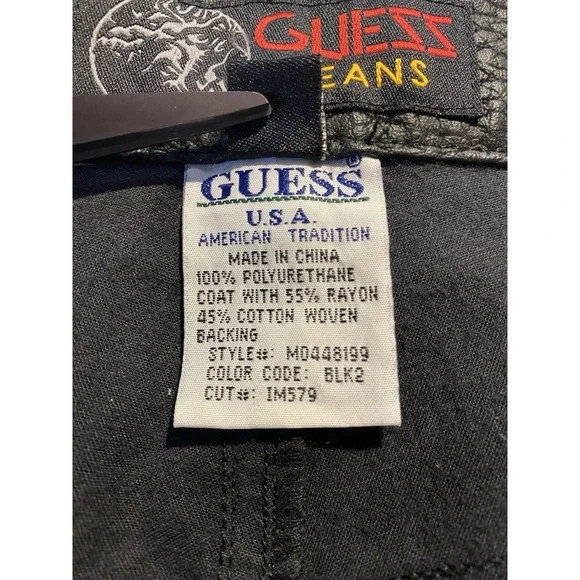 GUESS
EANS
GUESS®
U.S.A.
AMERICAN TRADITION
MADE IN CHINA
100% POLYURETHANE
COAT WITH 55% RAYON
45% COTTON WOVEN
BACKING
STYLE#: M0448199
COLOR CODE: BLK2
CUT#: IM579